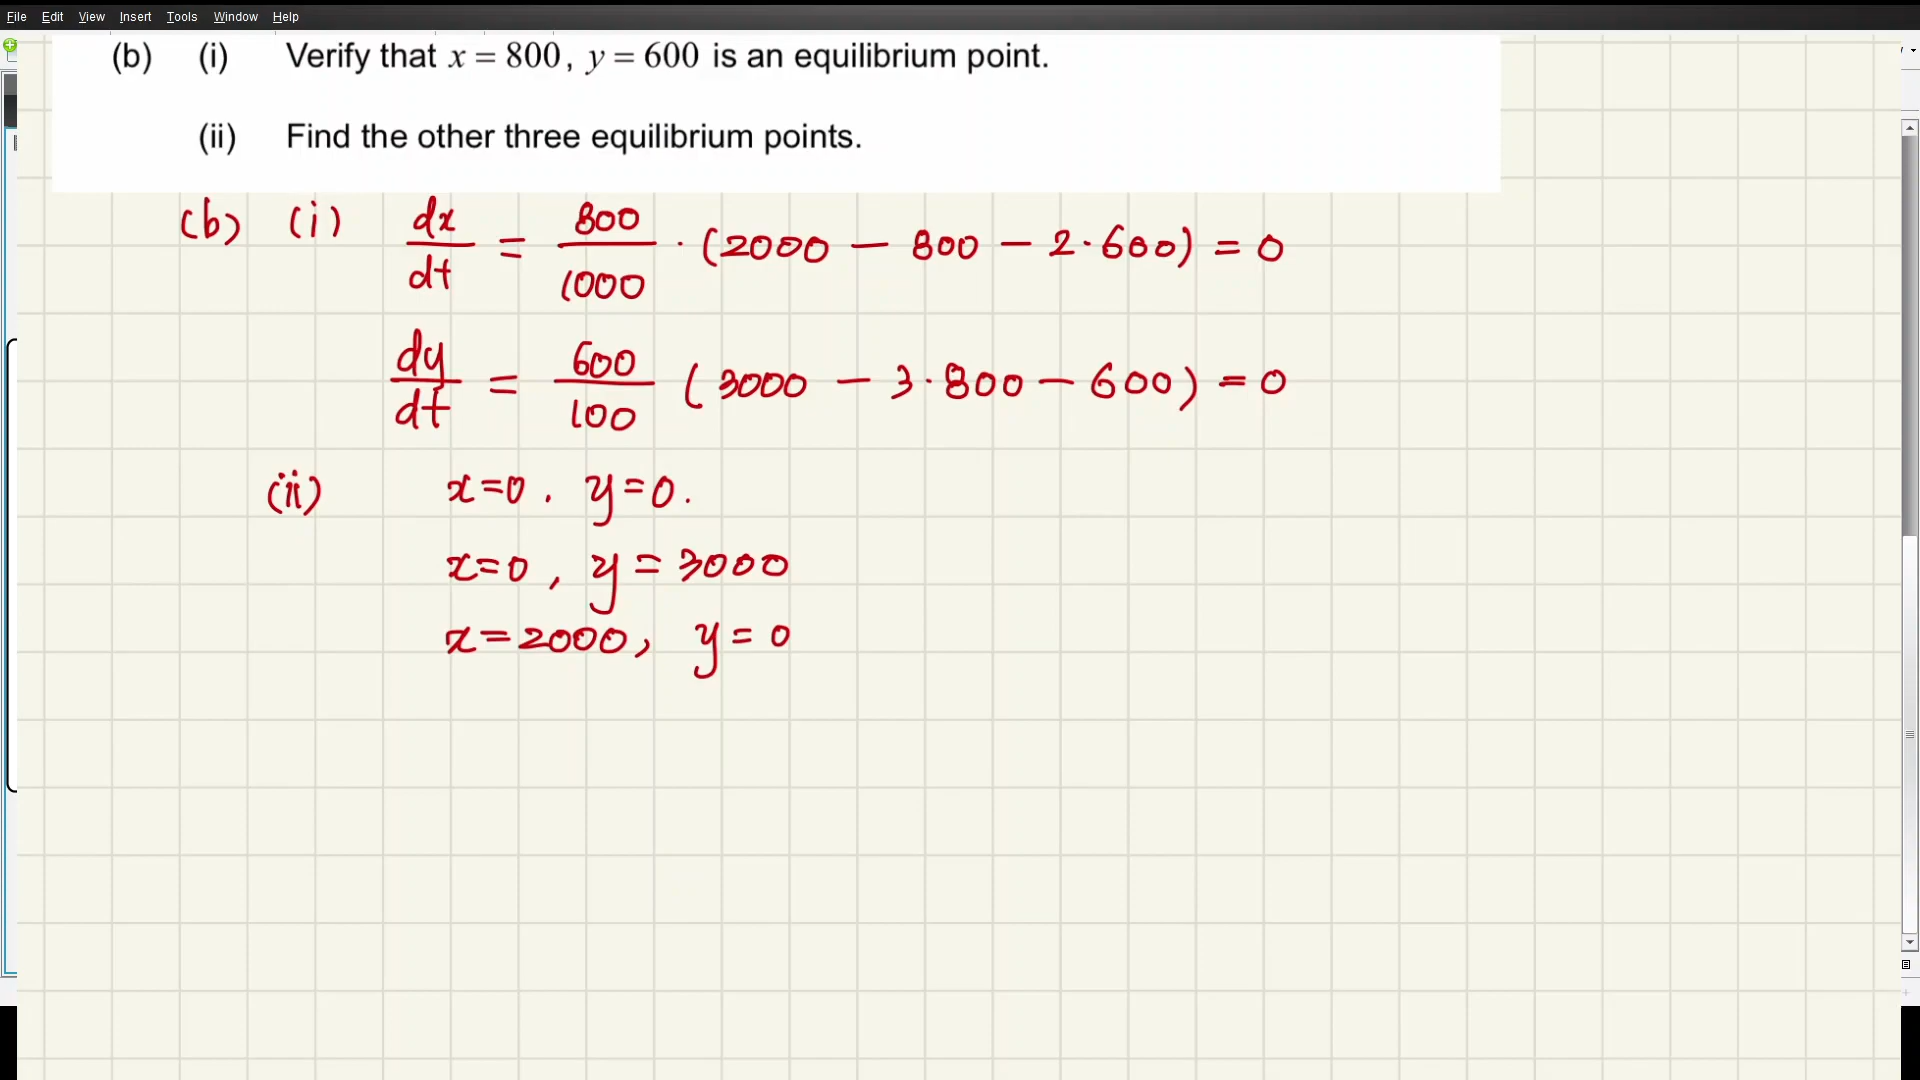 File Edit View Insert Tools Window Help
(b) (i) Verify that x = 800, y = 600 is an equilibrium point.
(ii) Find the other three equilibrium points.
(b) (i) dx/dt = 800/1000 · (2000 − 800 − 2·600) = 0
dy/dt = 600/100 (3000 − 3·800 − 600) = 0
(ii) x=0. y=0.
x=0, y=3000
x=2000, y=0